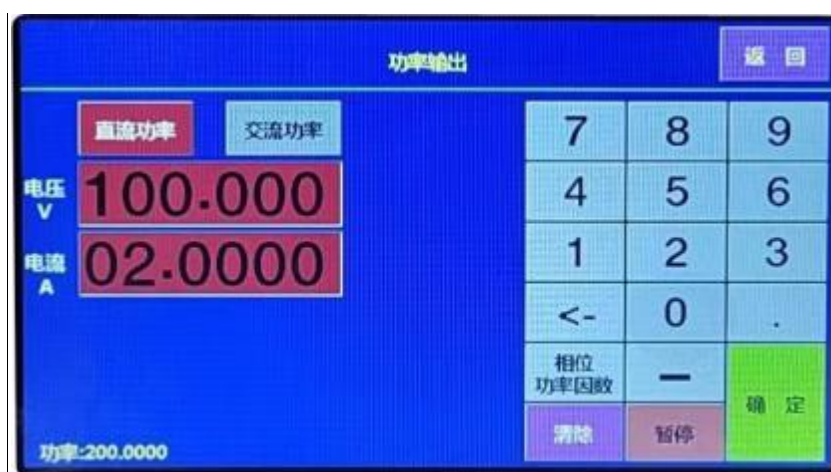 功率输出
返 回
直流功率 交流功率
电压
V
100.000
电流
A
02.0000
7 8 9
4 5 6
1 2 3
<- 0 .
相位
功率因数
—
确 定
清除 暂停
功率:200.0000